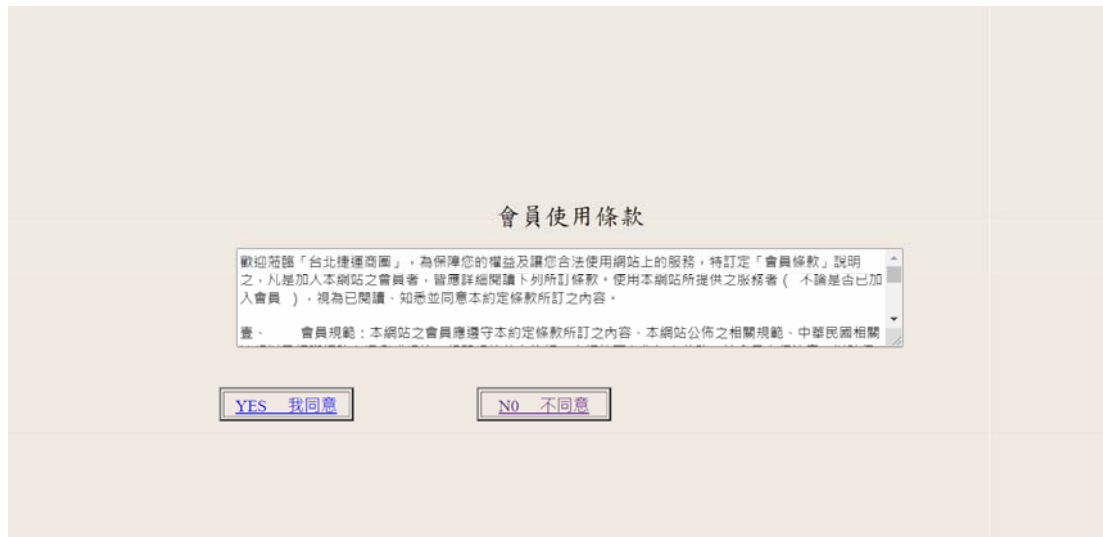 會員使用條款
歡迎蒞臨「台北捷運商圈」，為保障您的權益及讓您合法使用網站上的服務，特訂定「會員條款」說明
之，凡是加人本網站之會員者，皆應詳細閱讀下列所訂條款。使用本網站所提供之服務者（ 不論是否已加
入會員 ），視為已閱讀、知悉並同意本約定條款所訂之內容。
壹、 會員規範：本網站之會員應遵守本約定條款所訂之內容、本網站公佈之相關規範、中華民國相關
YES 我同意
N0 不同意